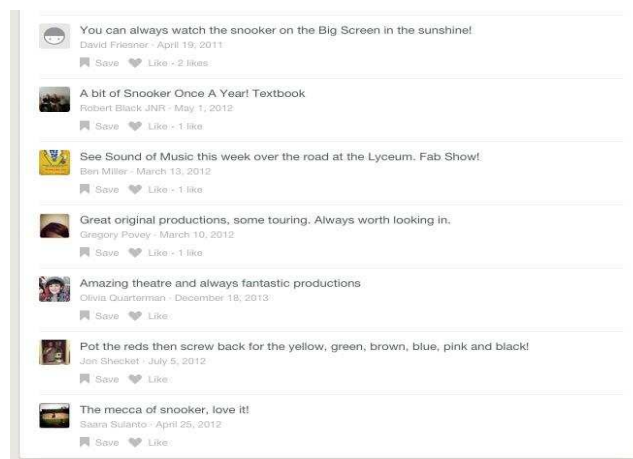 You can always watch the snooker on the Big Screen in the sunshine!
David Friesner · April 19, 2011
Save Like · 2 likes
A bit of Snooker Once A Year! Textbook
Robert Black JNR · May 1, 2012
Save Like · 1 like
See Sound of Music this week over the road at the Lyceum. Fab Show!
Ben Miller · March 13, 2012
Save Like · 1 like
Great original productions, some touring. Always worth looking in.
Gregory Povey · March 10, 2012
Save Like · 1 like
Amazing theatre and always fantastic productions
Olivia Quarterman · December 18, 2013
Save Like
Pot the reds then screw back for the yellow, green, brown, blue, pink and black!
Jon Shecket · July 5, 2012
Save Like
The mecca of snooker, love it!
Saara Sulanto · April 25, 2012
Save Like